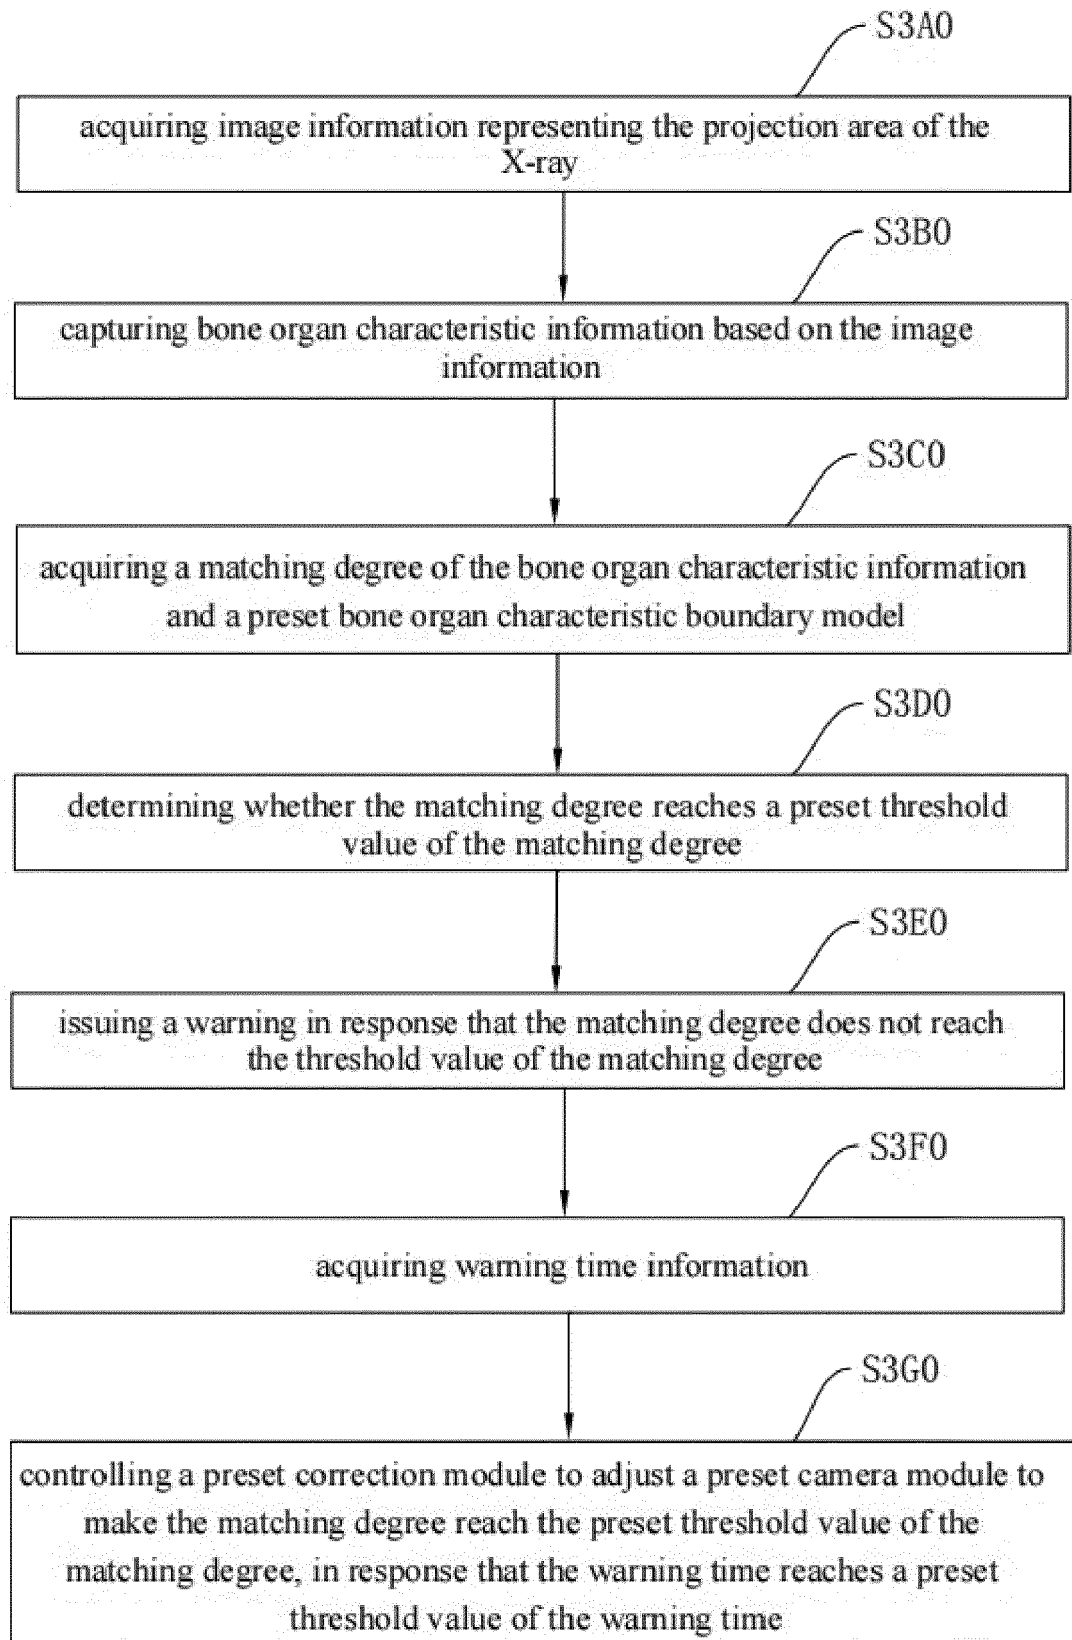 S3A0
acquiring image information representing the projection area of the
X-ray
S3B0
capturing bone organ characteristic information based on the image
information
S3C0
acquiring a matching degree of the bone organ characteristic information
and a preset bone organ characteristic boundary model
S3D0
determining whether the matching degree reaches a preset threshold
value of the matching degree
S3E0
issuing a warning in response that the matching degree does not reach
the threshold value of the matching degree
S3F0
acquiring warning time information
S3G0
controlling a preset correction module to adjust a preset camera module to
make the matching degree reach the preset threshold value of the
matching degree, in response that the warning time reaches a preset
threshold value of the warning time